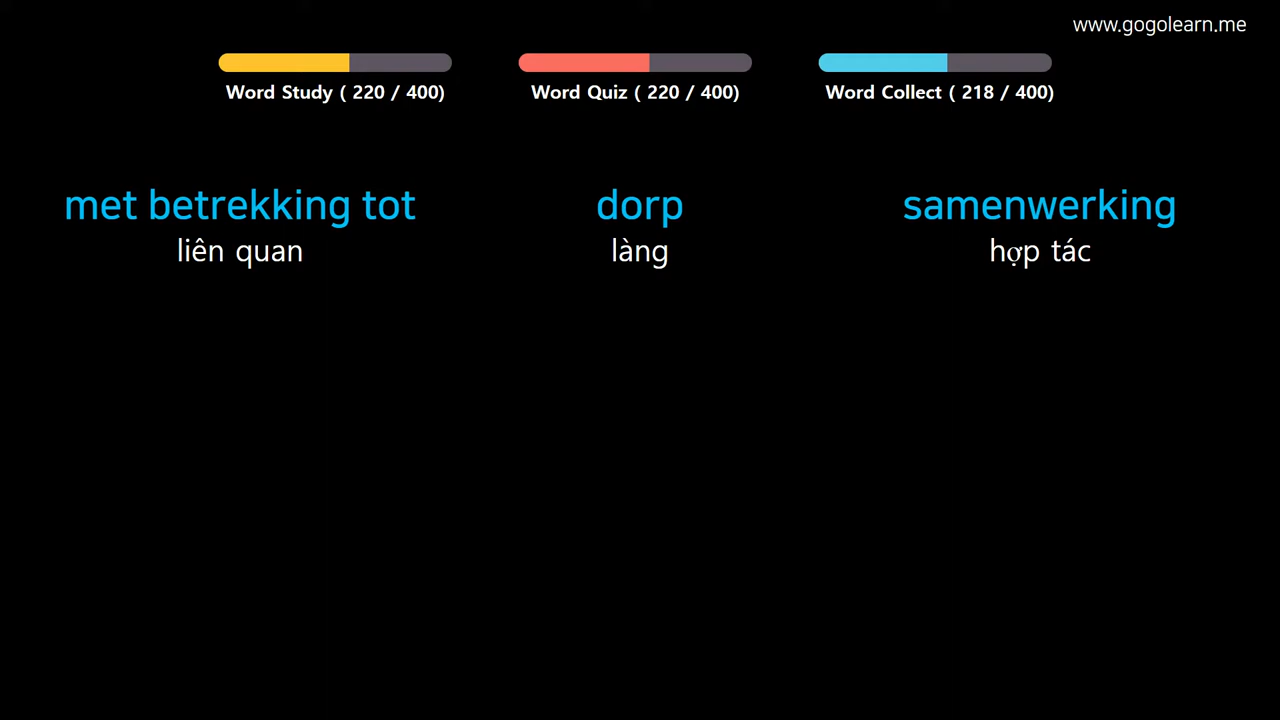 www.gogolearn.me
Word Study ( 220 / 400)
Word Quiz ( 220 / 400)
Word Collect ( 218 / 400)
met betrekking tot
liên quan
dorp
làng
samenwerking
hợp tác